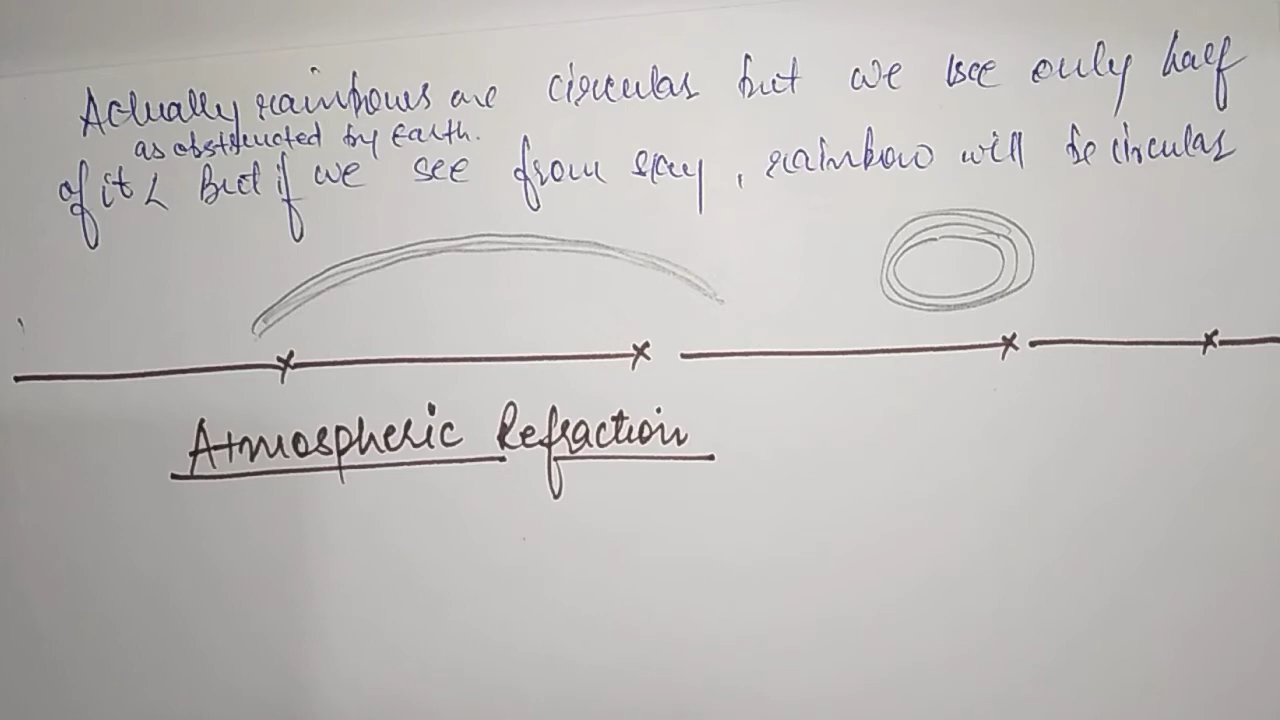 Actually rainbows are circular but we see only half
as obstructed by Earth.
of it < But if we see from sky, rainbow will be circular
Atmospheric Refraction